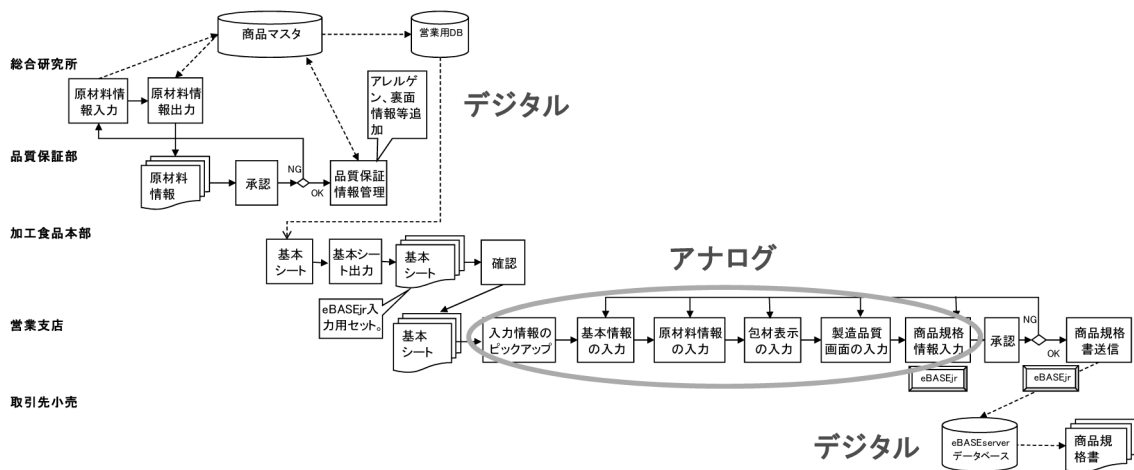 商品マスタ
営業用DB
総合研究所
原材料情
報入力
原材料情
報出力
アレルゲ
ン、裏面
情報等追
加
デジタル
品質保証部
原材料
情報
承認
NG
OK
品質保証
情報管理
加工食品本部
基本
シート
基本シー
ト出力
基本
シート
確認
アナログ
eBASEjr入
力用セット。
営業支店
基本
シート
入力情報の
ピックアップ
基本情報
の入力
原材料情報
の入力
包材表示
の入力
製造品質
画面の入力
商品規格
情報入力
承認
NG
OK
商品規格
書送信
eBASEjr
eBASEjr
取引先小売
デジタル
eBASEserver
データベース
商品規
格書